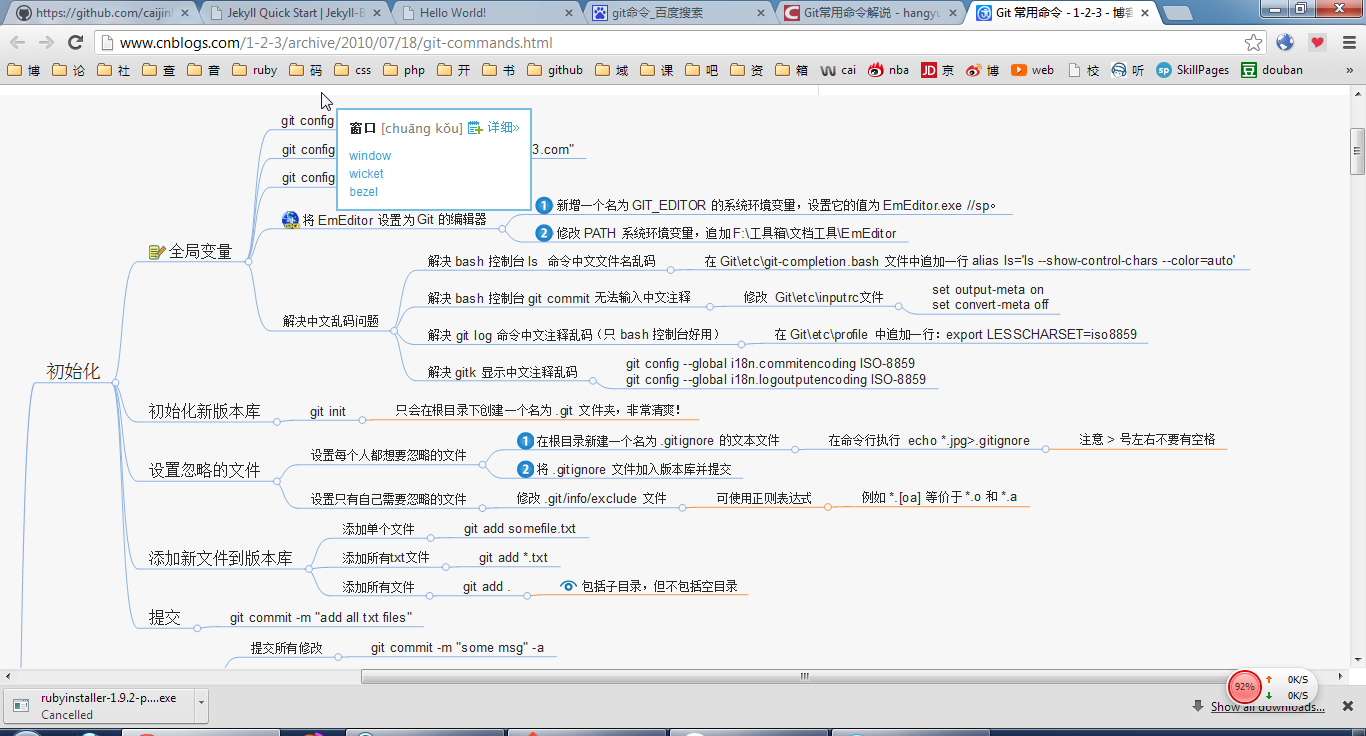 https://github.com/caijinl
Jekyll Quick Start | Jekyll-B
Hello World!
git命令_百度搜索
Git常用命令解说 - hangyu
Git 常用命令 - 1-2-3 - 博客
www.cnblogs.com/1-2-3/archive/2010/07/18/git-commands.html
博 论 社 查 音 ruby 码 css php 开 书 github 域 课 吧 资 箱 cai nba JD 京 博 web 校 听 sp SkillPages 豆 douban »
git config
窗口 [chuāng kǒu] 详细»
window
wicket
bezel
git config 3.com"
git config
将 EmEditor 设置为 Git 的编辑器
1 新增一个名为 GIT_EDITOR 的系统环境变量，设置它的值为 EmEditor.exe //sp。
2 修改 PATH 系统环境变量，追加 F:\工具箱\文档工具\EmEditor
全局变量
解决 bash 控制台 ls 命令中文文件名乱码 在 Git\etc\git-completion.bash 文件中追加一行 alias ls='ls --show-control-chars --color=auto'
解决 bash 控制台 git commit 无法输入中文注释 修改 Git\etc\inputrc文件
set output-meta on
set convert-meta off
解决中文乱码问题
解决 git log 命令中文注释乱码（只 bash 控制台好用） 在 Git\etc\profile 中追加一行：export LESSCHARSET=iso8859
解决 gitk 显示中文注释乱码
git config --global i18n.commitencoding ISO-8859
git config --global i18n.logoutputencoding ISO-8859
初始化
初始化新版本库 git init 只会在根目录下创建一个名为 .git 文件夹，非常清爽！
设置忽略的文件
设置每个人都想要忽略的文件
1 在根目录新建一个名为 .gitignore 的文本文件 在命令行执行 echo *.jpg>.gitignore 注意 > 号左右不要有空格
2 将 .gitignore 文件加入版本库并提交
设置只有自己需要忽略的文件 修改 .git/info/exclude 文件 可使用正则表达式 例如 *.[oa] 等价于 *.o 和 *.a
添加新文件到版本库
添加单个文件 git add somefile.txt
添加所有txt文件 git add *.txt
添加所有文件 git add . 包括子目录，但不包括空目录
提交 git commit -m "add all txt files"
提交所有修改 git commit -m "some msg" -a
rubyinstaller-1.9.2-p....exe
Cancelled
92%
0K/S
0K/S
Show all downloads...